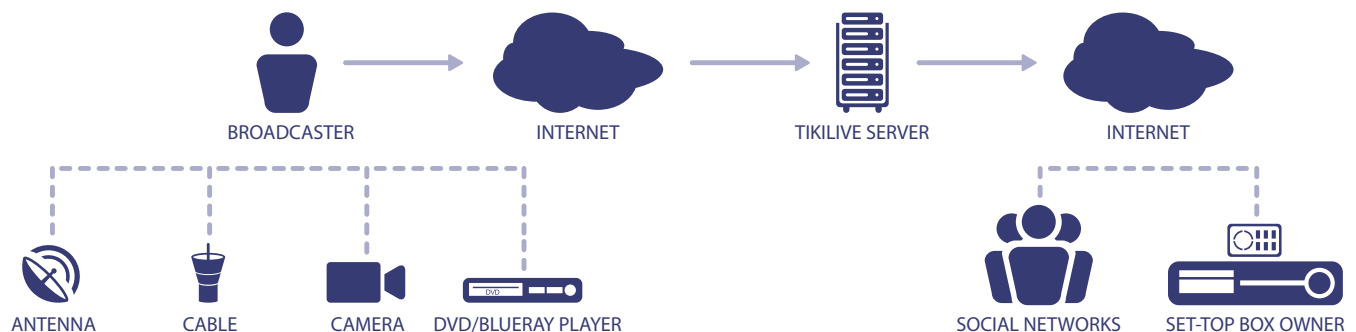 BROADCASTER
INTERNET
TIKILIVE SERVER
INTERNET
DVD
ANTENNA
CABLE
CAMERA
DVD/BLUERAY PLAYER
SOCIAL NETWORKS
SET-TOP BOX OWNER